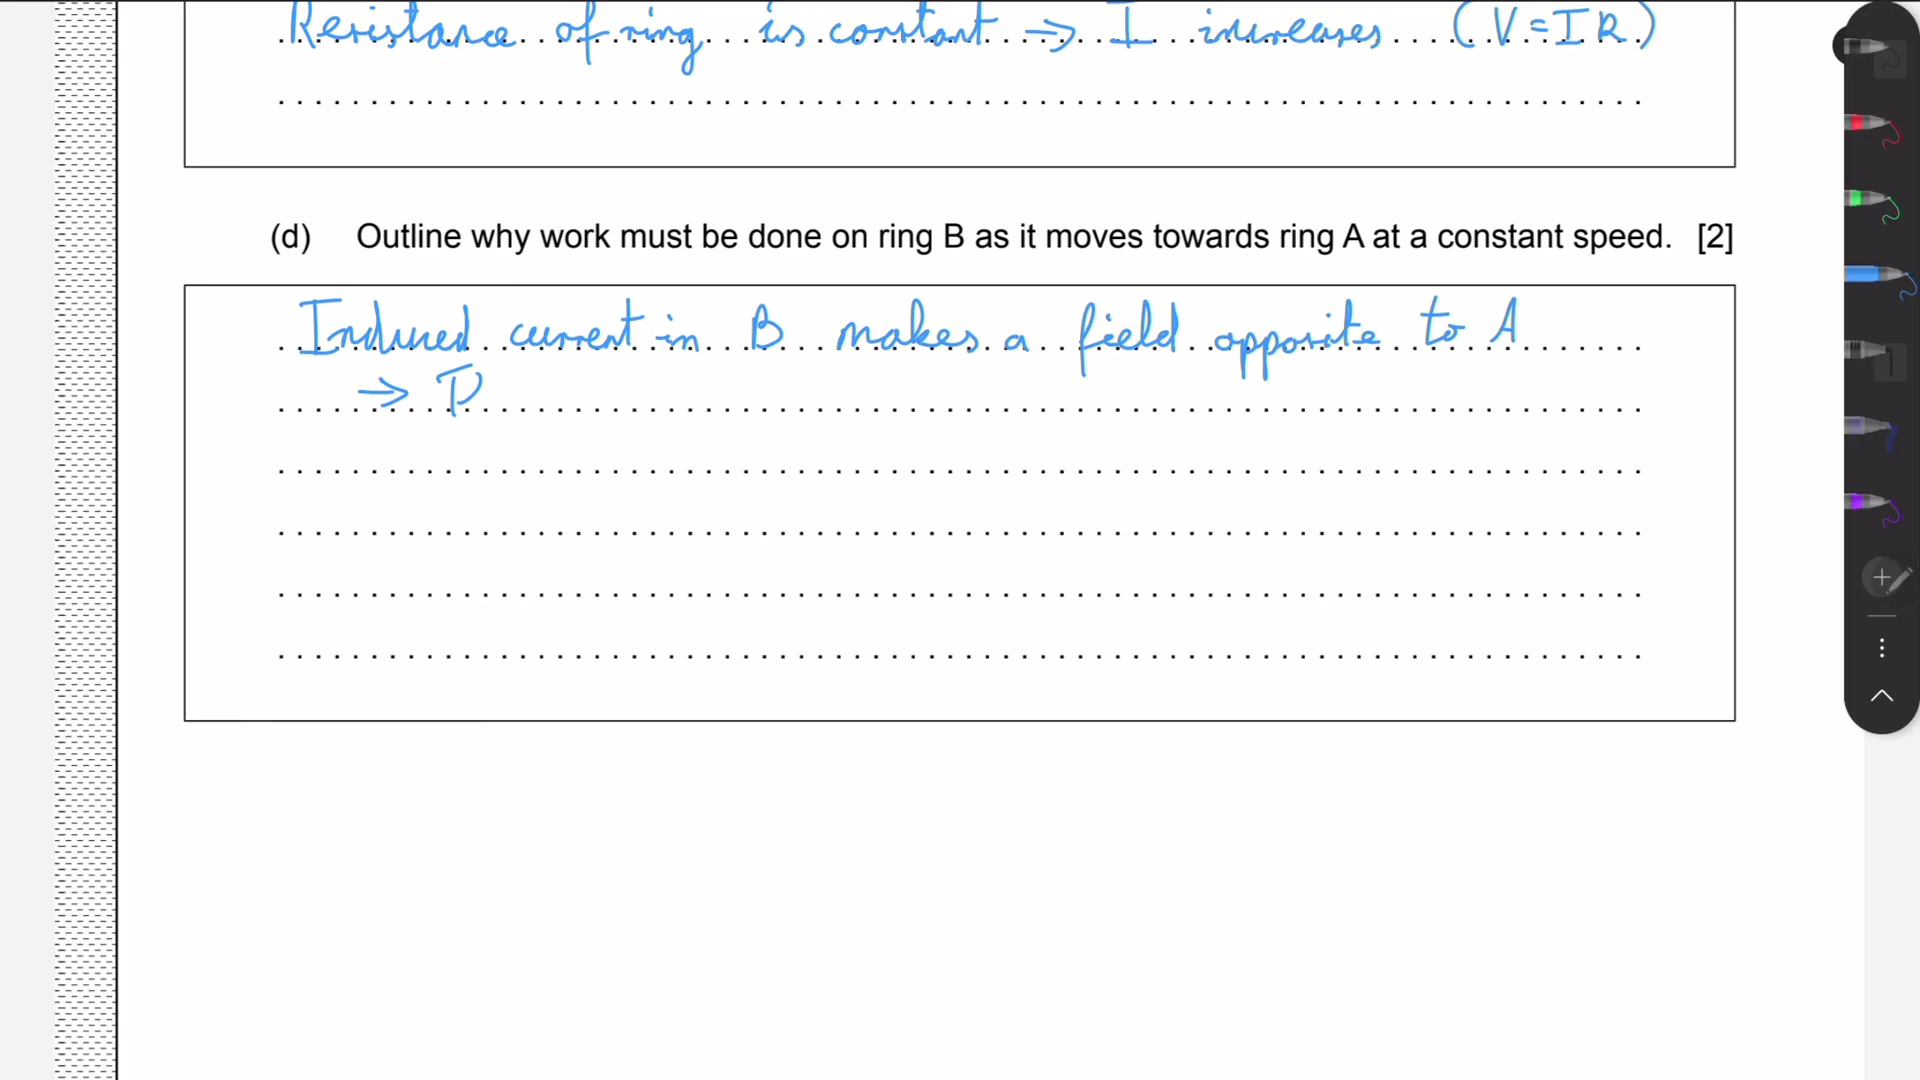 Resistance of ring is constant → I increases (V=IR)
(d) Outline why work must be done on ring B as it moves towards ring A at a constant speed. [2]
Induced current in B makes a field opposite to A
→